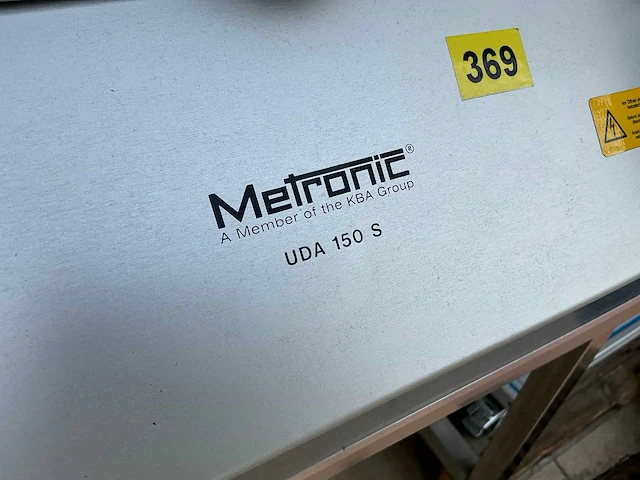 369
Metronic®
A Member of the KBA Group
UDA 150 S